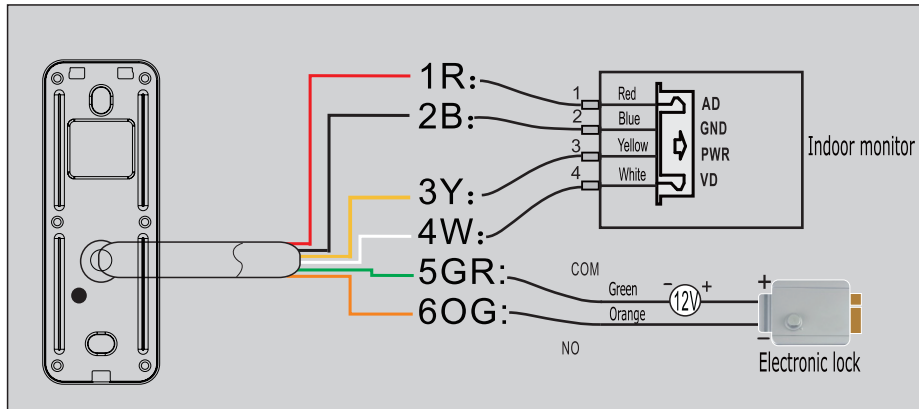 1R:
2B:
3Y:
4W:
5GR:
6OG:
1 Red AD
2 Blue GND
3 Yellow PWR
4 White VD
Indoor monitor
COM
Green − 12V + +
Orange −
NO
Electronic lock